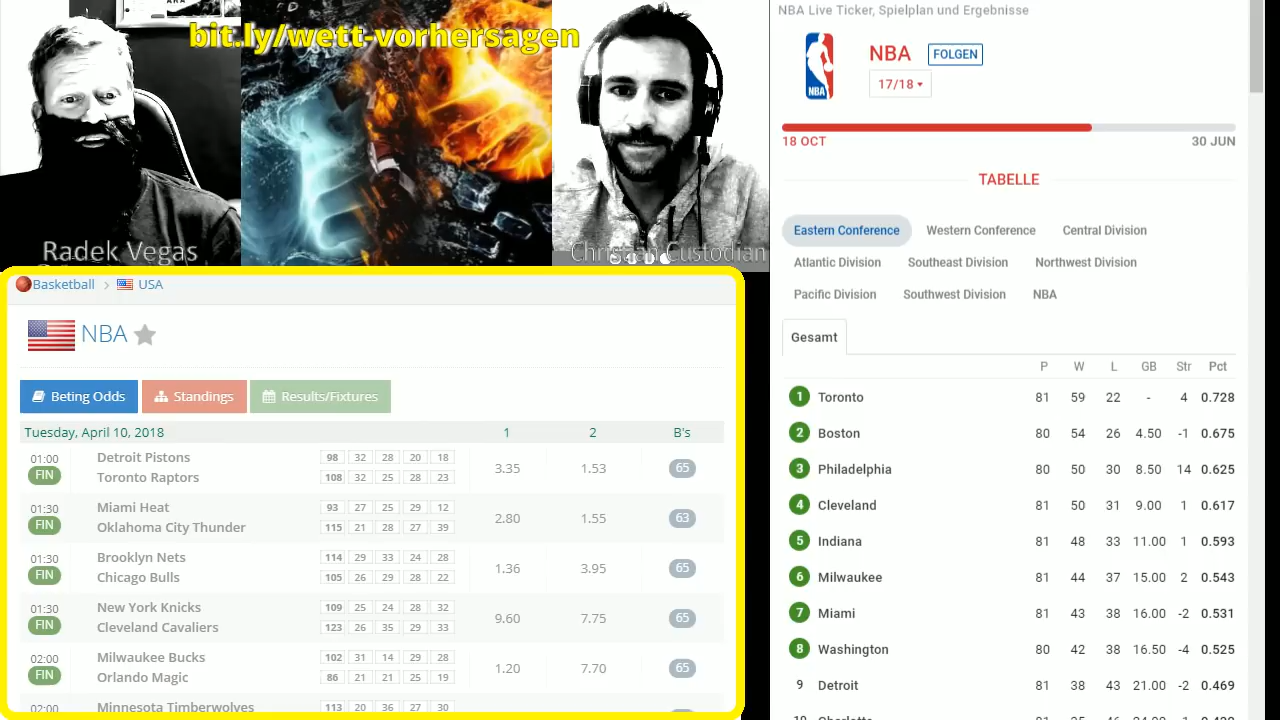 bit.ly/wett-vorhersagen
Radek Vegas
Custodian
Basketball > USA
NBA
Beting Odds Standings Results/Fixtures
Tuesday, April 10, 2018 1 2 B's
01:00 FIN
Detroit Pistons 98 32 28 20 18
Toronto Raptors 108 32 25 28 23
3.35 1.53 65
01:30 FIN
Miami Heat 93 27 25 29 12
Oklahoma City Thunder 115 21 28 27 39
2.80 1.55 63
01:30 FIN
Brooklyn Nets 114 29 33 24 28
Chicago Bulls 105 26 29 28 22
1.36 3.95 65
01:30 FIN
New York Knicks 109 25 24 28 32
Cleveland Cavaliers 123 26 35 29 33
9.60 7.75 65
02:00 FIN
Milwaukee Bucks 102 31 14 29 28
Orlando Magic 86 21 21 25 19
1.20 7.70 65
02:00
Minnesota Timberwolves 113 20 36 27 30
NBA Live Ticker, Spielplan und Ergebnisse
NBA
NBA FOLGEN
17/18
18 OCT 30 JUN
TABELLE
Eastern Conference Western Conference Central Division
Atlantic Division Southeast Division Northwest Division
Pacific Division Southwest Division NBA
Gesamt
P W L GB Str Pct
1 Toronto 81 59 22 - 4 0.728
2 Boston 80 54 26 4.50 -1 0.675
3 Philadelphia 80 50 30 8.50 14 0.625
4 Cleveland 81 50 31 9.00 1 0.617
5 Indiana 81 48 33 11.00 1 0.593
6 Milwaukee 81 44 37 15.00 2 0.543
7 Miami 81 43 38 16.00 -2 0.531
8 Washington 80 42 38 16.50 -4 0.525
9 Detroit 81 38 43 21.00 -2 0.469